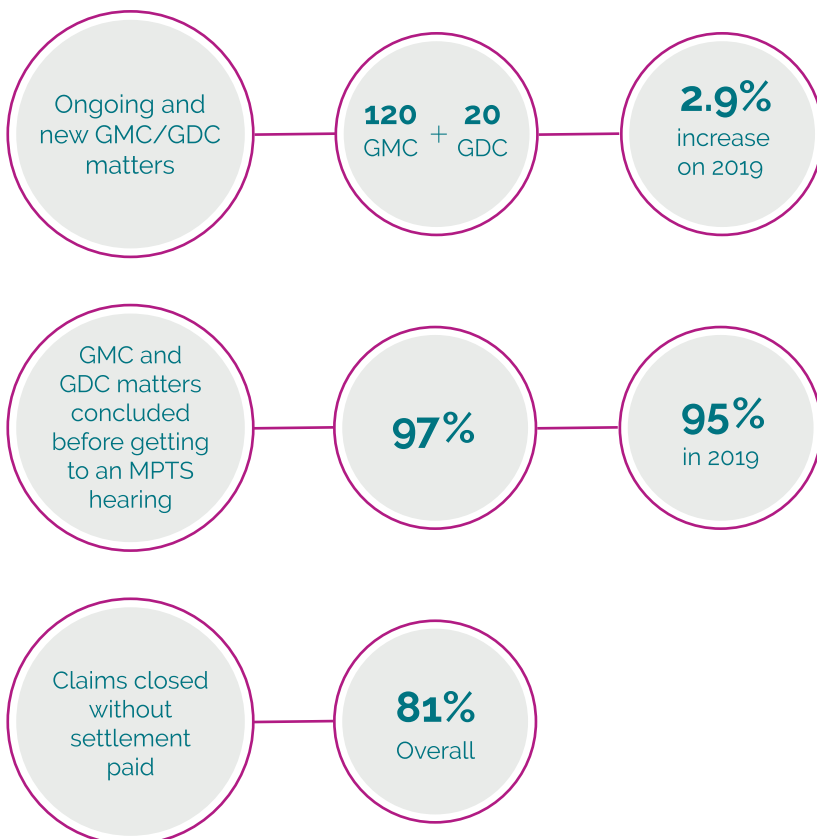 Ongoing and
new GMC/GDC
matters
120 + 20
GMC GDC
2.9%
increase
on 2019
GMC and
GDC matters
concluded
before getting
to an MPTS
hearing
97%
95%
in 2019
Claims closed
without
settlement
paid
81%
Overall